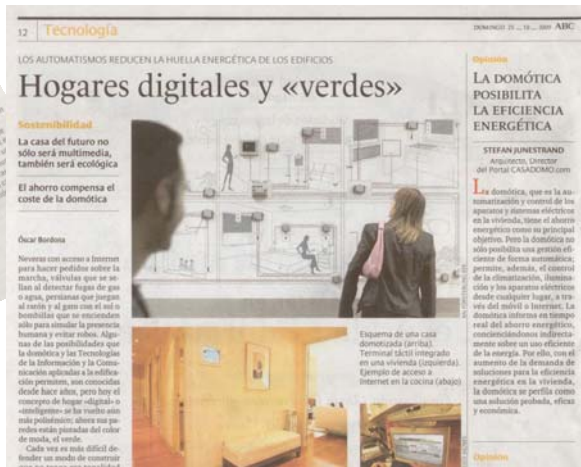 12 Tecnología
DOMINGO 25 _ 10 _ 2009 ABC
LOS AUTOMATISMOS REDUCEN LA HUELLA ENERGÉTICA DE LOS EDIFICIOS
Hogares digitales y «verdes»
Sostenibilidad
La casa del futuro no
sólo será multimedia,
también será ecológica
El ahorro compensa el
coste de la domótica
Óscar Bordona
Neveras con acceso a Internet
para hacer pedidos sobre la
marcha, válvulas que se se-
llan al detectar fugas de gas
o agua, persianas que juegan
al ratón y al gato con el sol o
bombillas que se encienden
sólo para simular la presencia
humana y evitar robos. Algu-
nas de las posibilidades que
la domótica y las Tecnologías
de la Información y la Comu-
nicación aplicadas a la edifica-
ción permiten, son conocidas
desde hace años, pero hoy el
concepto de hogar «digital» o
«inteligente» se ha vuelto aún
más polisémico; ahora sus pa-
redes están pintadas del color
de moda, el verde.
Cada vez es más difícil de-
fender un modo de construir
Esquema de una casa
domotizada (arriba).
Terminal táctil integrado
en una vivienda (izquierda).
Ejemplo de acceso a
Internet en la cocina (abajo)
Opinión
LA DOMÓTICA
POSIBILITA
LA EFICIENCIA
ENERGÉTICA
STEFAN JUNESTRAND
Arquitecto, Director
del Portal CASADOMO.com
La domótica, que es la au-
tomatización y control de los
aparatos y sistemas eléctricos
en la vivienda, tiene el ahorro
energético como su principal
objetivo. Pero la domótica no
sólo posibilita una gestión efi-
ciente de forma automática;
permite, además, el control
de la climatización, ilumina-
ción y los aparatos eléctricos
desde cualquier lugar, a tra-
vés del móvil o Internet. La
domótica informa en tiempo
real del ahorro energético,
concienciándonos indirecta-
mente sobre un uso eficiente
de la energía. Por ello, con el
aumento de la demanda de
soluciones para la eficiencia
energética en la vivienda,
la domótica se perfila como
una solución probada, eficaz
y económica.
Opinión